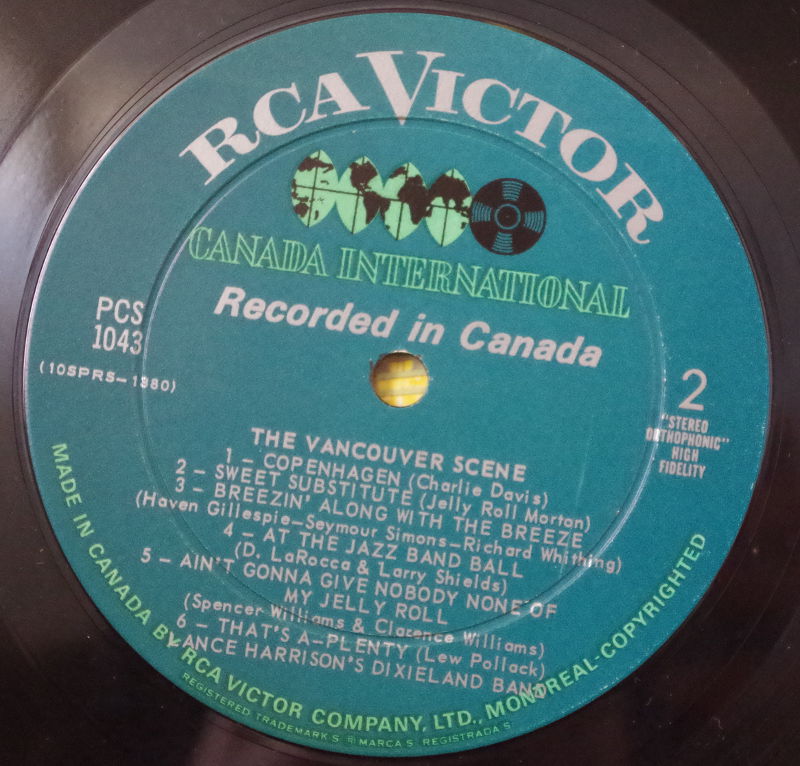 RCA VICTOR
CANADA INTERNATIONAL
Recorded in Canada
PCS
1043
(10SPRS-1380)
2
"STEREO
ORTHOPHONIC"
HIGH
FIDELITY
THE VANCOUVER SCENE
1 - COPENHAGEN (Charlie Davis)
2 - SWEET SUBSTITUTE (Jelly Roll Morton)
3 - BREEZIN' ALONG WITH THE BREEZE
(Haven Gillespie-Seymour Simons-Richard Whithing)
4 - AT THE JAZZ BAND BALL
(D. LaRocca & Larry Shields)
5 - AIN'T GONNA GIVE NOBODY NONE OF
MY JELLY ROLL
(Spencer Williams & Clarence Williams)
6 - THAT'S A-PLENTY (Lew Pollack)
LANCE HARRISON'S DIXIELAND BAND
MADE IN CANADA BY RCA VICTOR COMPANY, LTD., MONTREAL-COPYRIGHTED
REGISTERED TRADEMARKS ® MARCAS REGISTRADAS